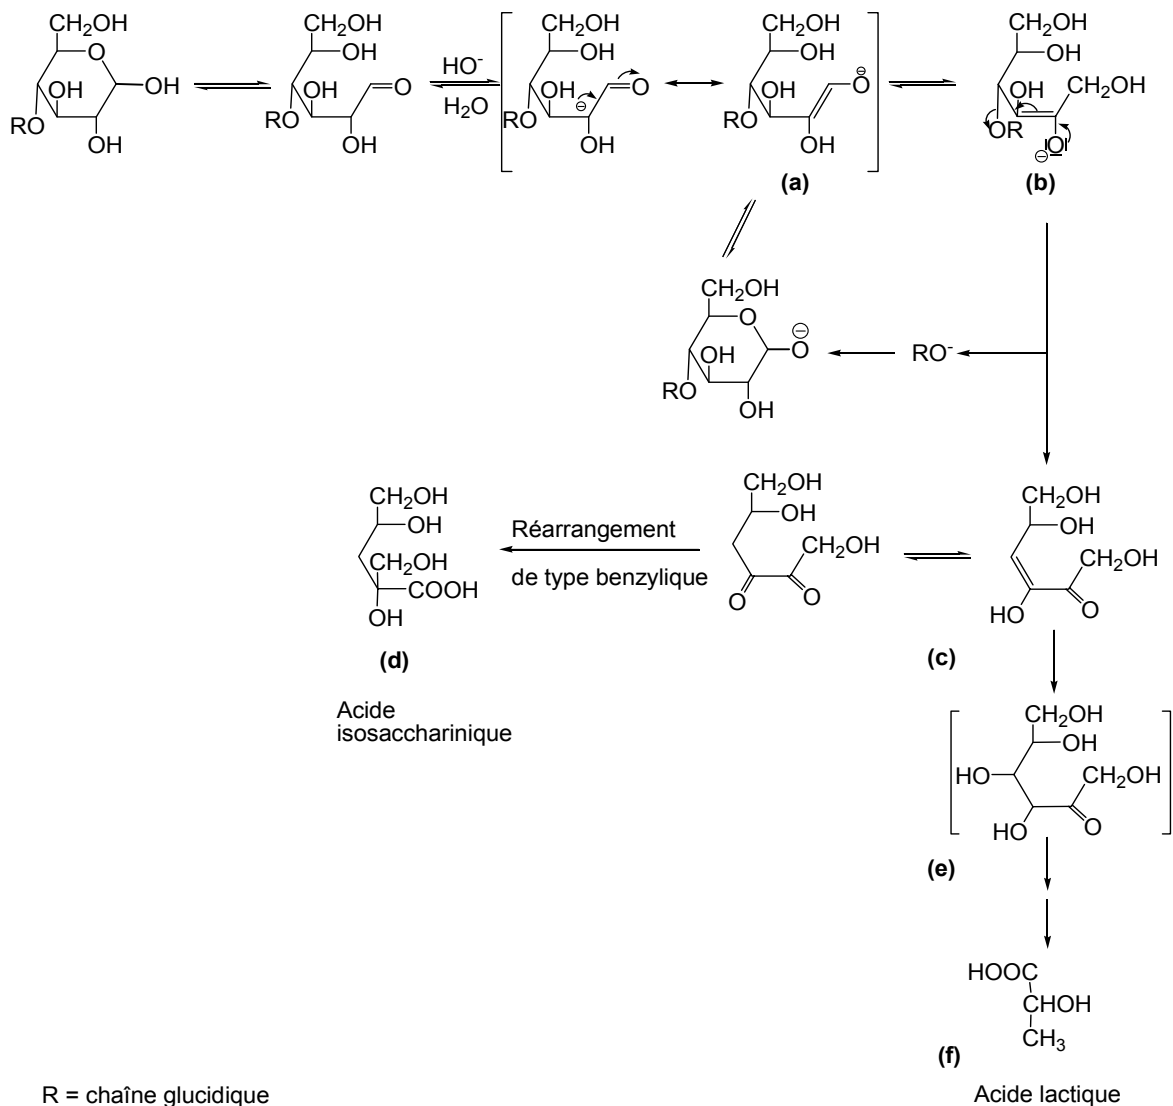 CH2OH
O
OH
OH
RO
OH
CH2OH
OH
OH
O
RO
OH
HO-
H2O
CH2OH
OH
OH
⊖
O
RO
OH
CH2OH
OH
O⊖
OH
RO
OH
(a)
CH2OH
OH
OH
CH2OH
OR
⊖O
(b)
CH2OH
O
⊖
OH
O
RO
OH
RO-
CH2OH
OH
CH2OH
COOH
OH
(d)
Acide
isosaccharinique
Réarrangement
de type benzylique
CH2OH
OH
CH2OH
O
O
CH2OH
OH
CH2OH
HO
O
(c)
CH2OH
OH
HO
CH2OH
HO
O
(e)
HOOC
CHOH
CH3
(f)
R = chaîne glucidique
Acide lactique